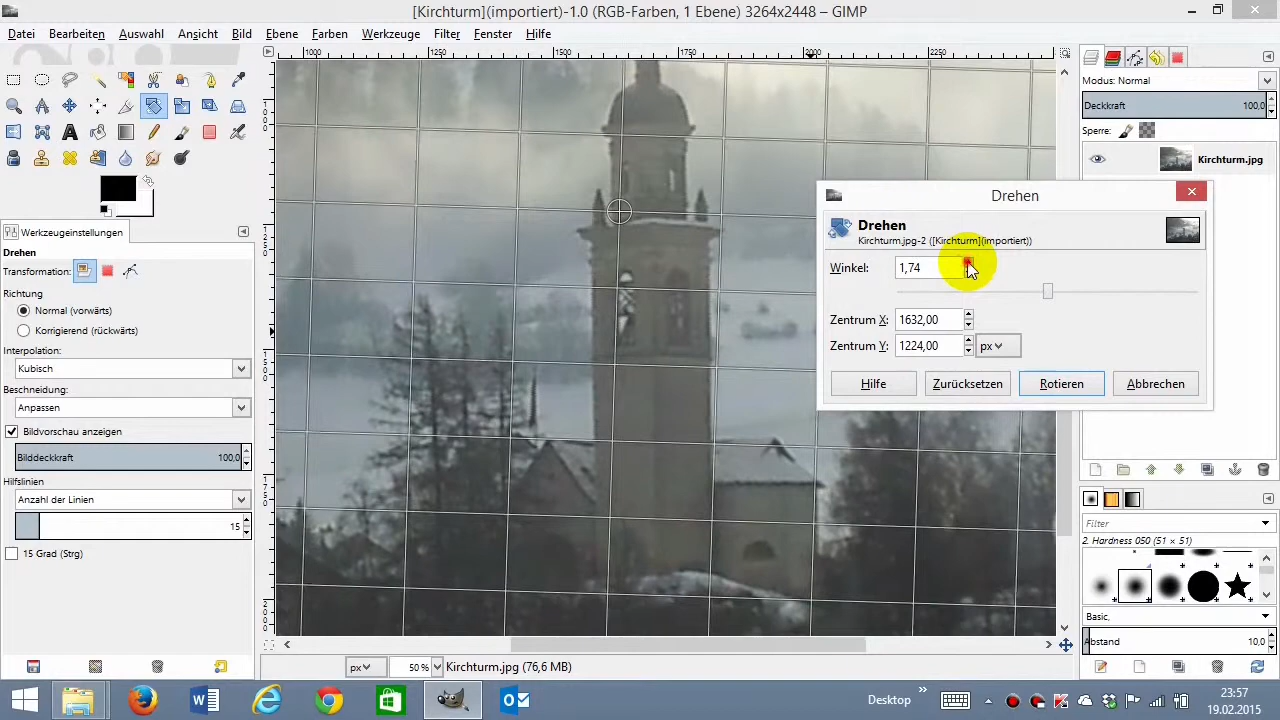 [Kirchturm](importiert)-1.0 (RGB-Farben, 1 Ebene) 3264x2448 – GIMP
Datei Bearbeiten Auswahl Ansicht Bild Ebene Farben Werkzeuge Filter Fenster Hilfe
1000 1250 1500 1750 2000 2250
Modus: Normal
Deckkraft 100,0
Sperre:
Kirchturm.jpg
Werkzeugeinstellungen
Drehen
Transformation:
Richtung
Normal (vorwärts)
Korrigierend (rückwärts)
Interpolation:
Kubisch
Beschneidung:
Anpassen
Bildvorschau anzeigen
Bilddeckkraft 100,0
Hilfslinien
Anzahl der Linien
15
15 Grad (Strg)
Drehen
Drehen
Kirchturm.jpg-2 ([Kirchturm](importiert))
Winkel: 1,74
Zentrum X: 1632,00
Zentrum Y: 1224,00 px
Hilfe Zurücksetzen Rotieren Abbrechen
Filter
2. Hardness 050 (51 × 51)
Basic,
Abstand 10,0
px 50 % Kirchturm.jpg (76,6 MB)
Desktop »
23:57
19.02.2015